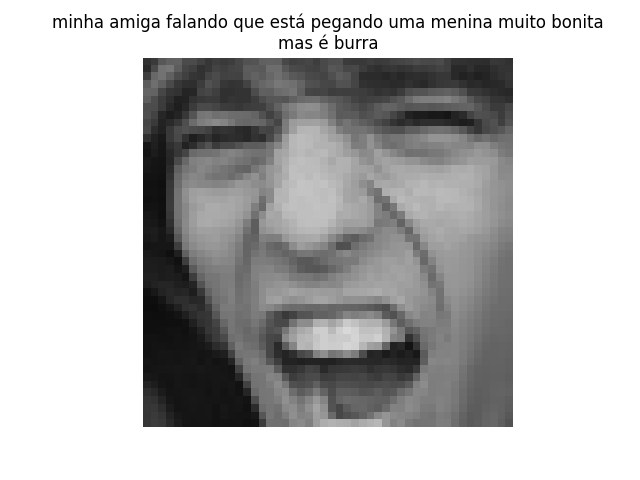 minha amiga falando que está pegando uma menina muito bonita
mas é burra